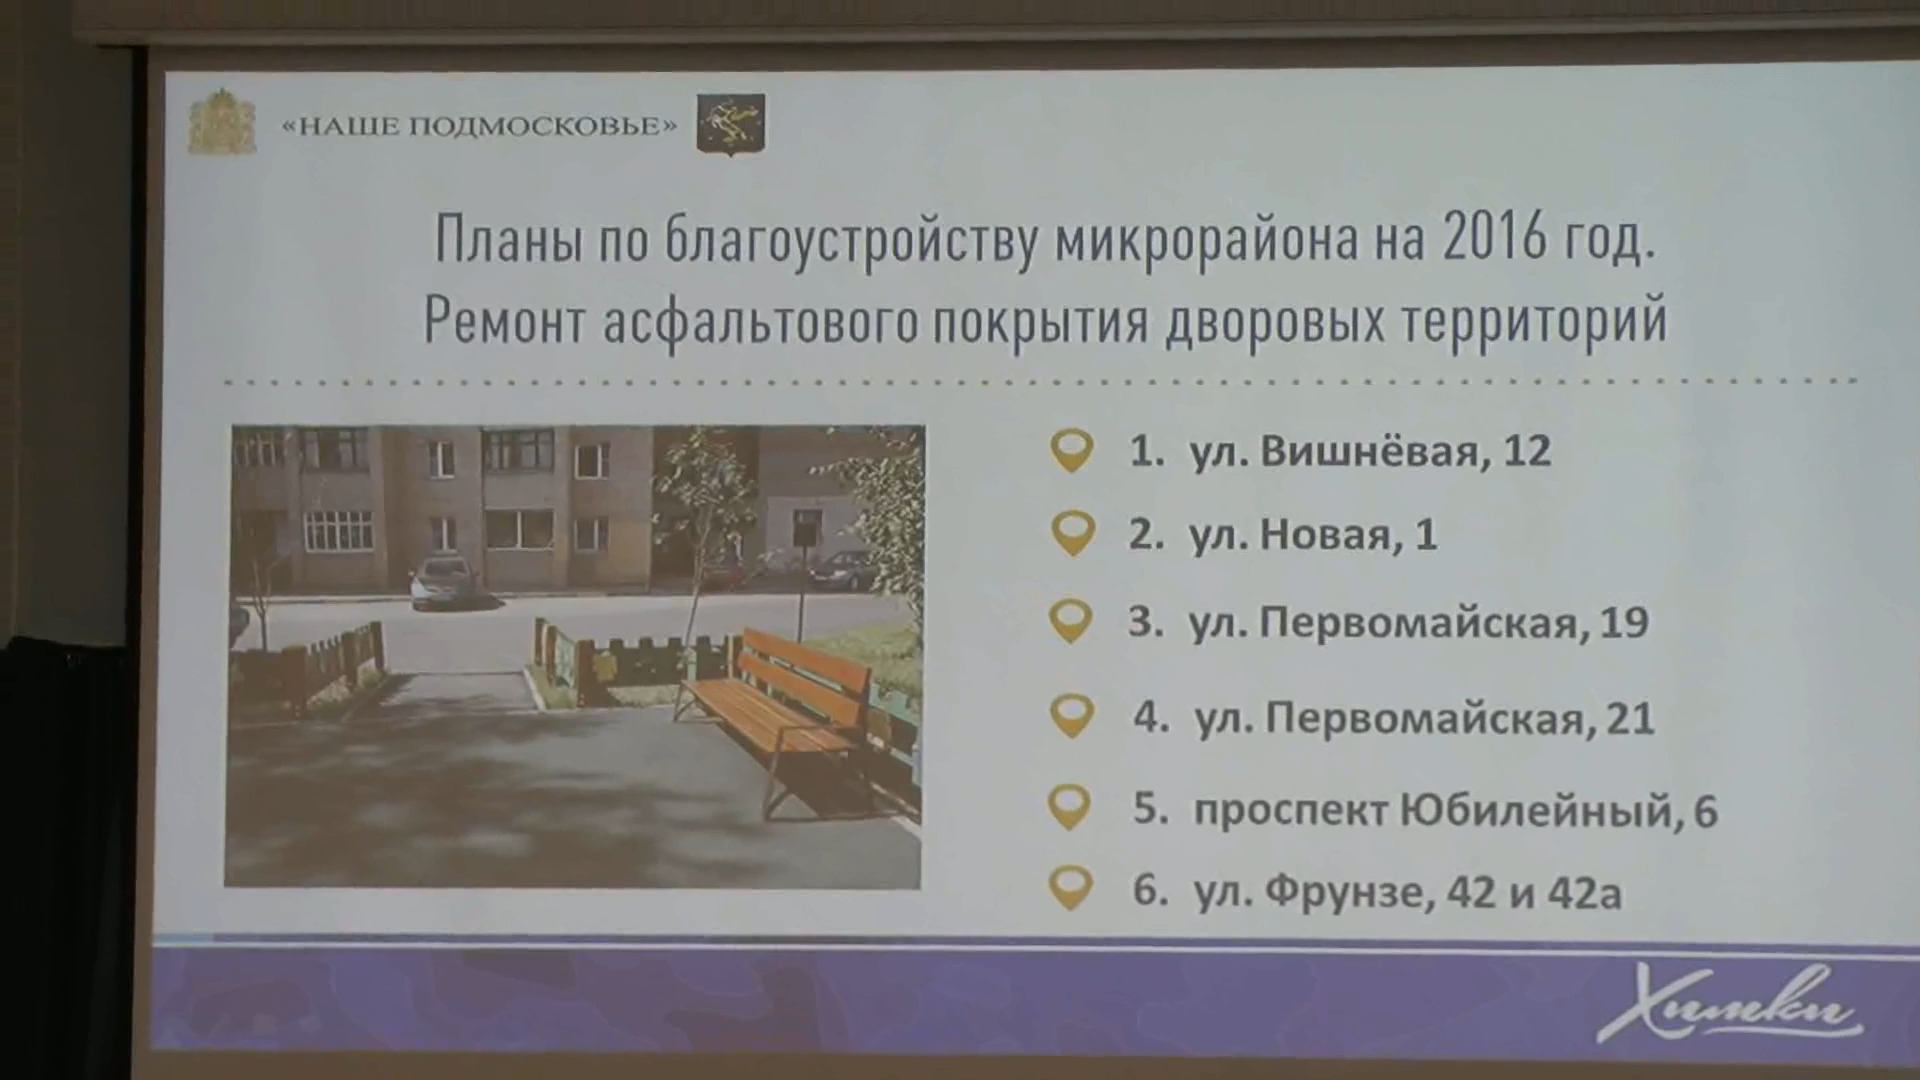 «НАШЕ ПОДМОСКОВЬЕ»
Планы по благоустройству микрорайона на 2016 год.
Ремонт асфальтового покрытия дворовых территорий
1. ул. Вишнёвая, 12
2. ул. Новая, 1
3. ул. Первомайская, 19
4. ул. Первомайская, 21
5. проспект Юбилейный, 6
6. ул. Фрунзе, 42 и 42а
Химки